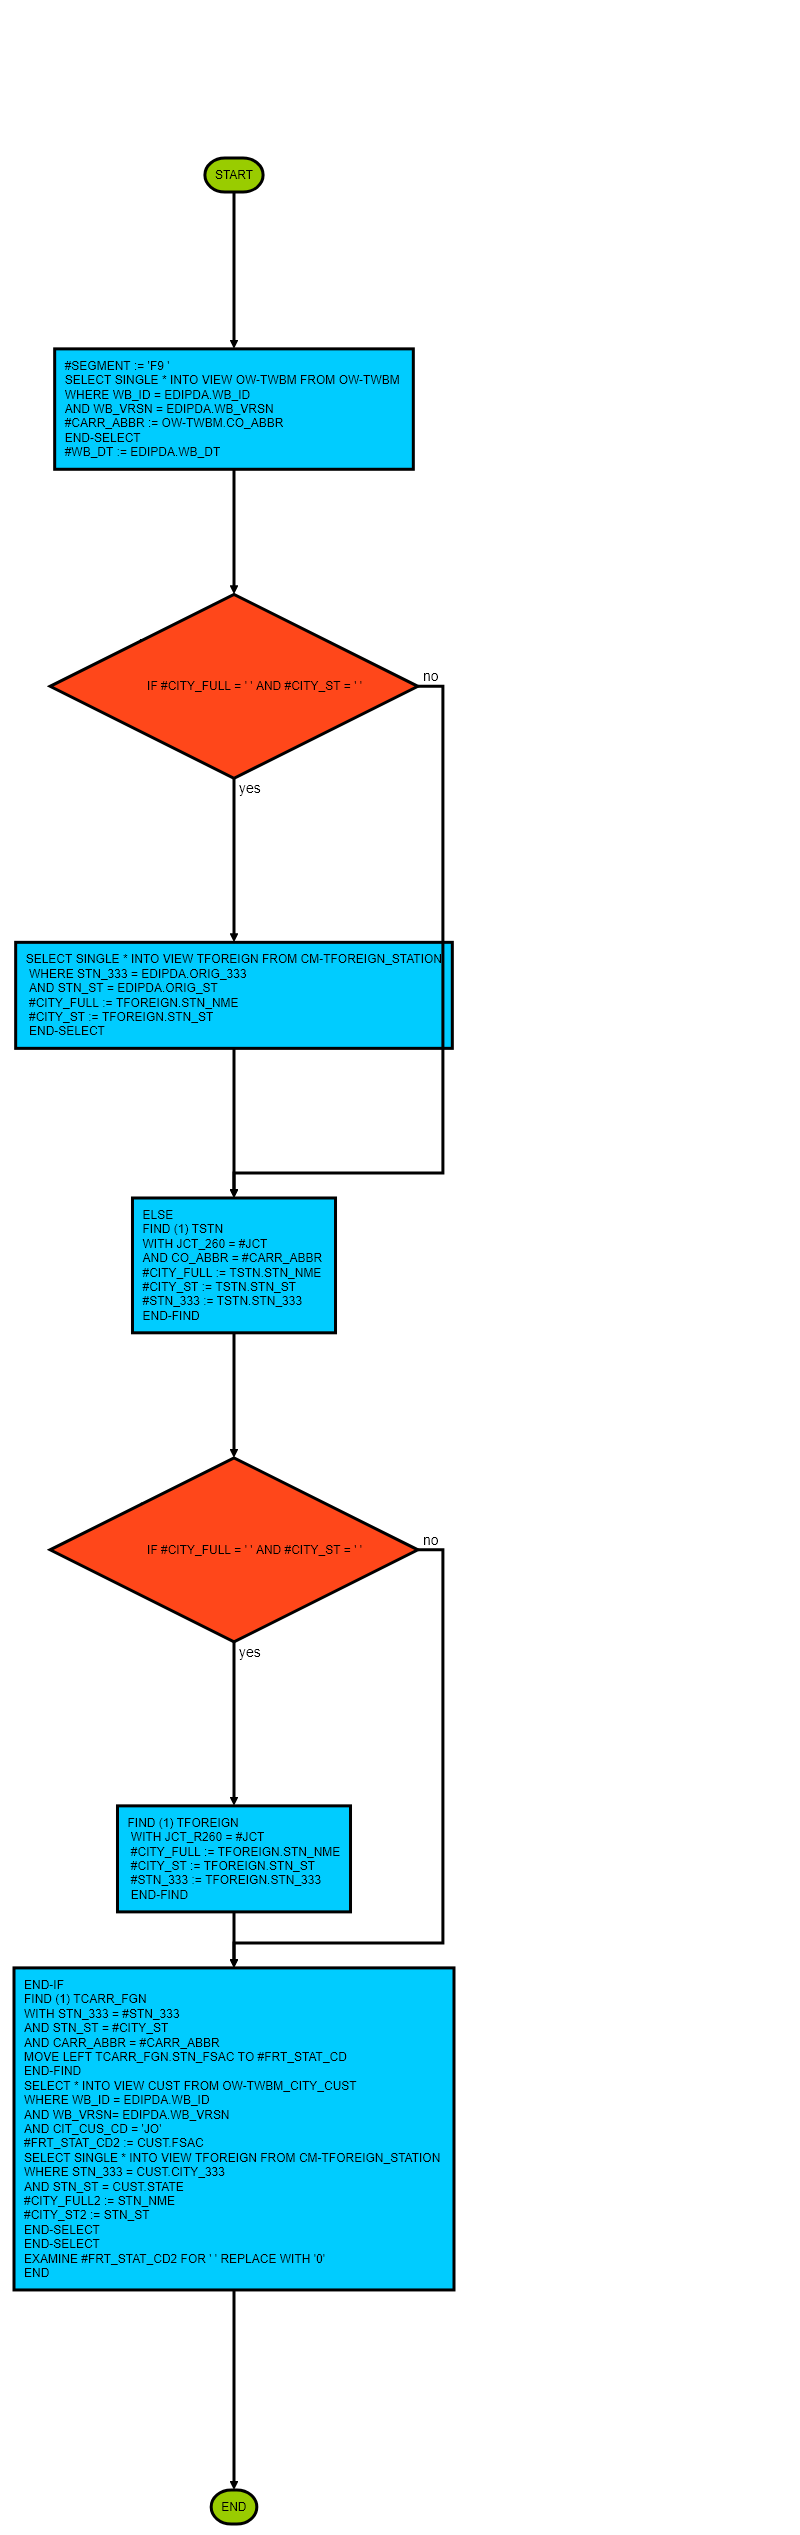 START
#SEGMENT := 'F9 '
SELECT SINGLE * INTO VIEW OW-TWBM FROM OW-TWBM
WHERE WB_ID = EDIPDA.WB_ID
AND WB_VRSN = EDIPDA.WB_VRSN
#CARR_ABBR := OW-TWBM.CO_ABBR
END-SELECT
#WB_DT := EDIPDA.WB_DT
IF #CITY_FULL = ' ' AND #CITY_ST = ' '
no
yes
SELECT SINGLE * INTO VIEW TFOREIGN FROM CM-TFOREIGN_STATION
WHERE STN_333 = EDIPDA.ORIG_333
AND STN_ST = EDIPDA.ORIG_ST
#CITY_FULL := TFOREIGN.STN_NME
#CITY_ST := TFOREIGN.STN_ST
END-SELECT
ELSE
FIND (1) TSTN
WITH JCT_260 = #JCT
AND CO_ABBR = #CARR_ABBR
#CITY_FULL := TSTN.STN_NME
#CITY_ST := TSTN.STN_ST
#STN_333 := TSTN.STN_333
END-FIND
IF #CITY_FULL = ' ' AND #CITY_ST = ' '
no
yes
FIND (1) TFOREIGN
WITH JCT_R260 = #JCT
#CITY_FULL := TFOREIGN.STN_NME
#CITY_ST := TFOREIGN.STN_ST
#STN_333 := TFOREIGN.STN_333
END-FIND
END-IF
FIND (1) TCARR_FGN
WITH STN_333 = #STN_333
AND STN_ST = #CITY_ST
AND CARR_ABBR = #CARR_ABBR
MOVE LEFT TCARR_FGN.STN_FSAC TO #FRT_STAT_CD
END-FIND
SELECT * INTO VIEW CUST FROM OW-TWBM_CITY_CUST
WHERE WB_ID = EDIPDA.WB_ID
AND WB_VRSN= EDIPDA.WB_VRSN
AND CIT_CUS_CD = 'JO'
#FRT_STAT_CD2 := CUST.FSAC
SELECT SINGLE * INTO VIEW TFOREIGN FROM CM-TFOREIGN_STATION
WHERE STN_333 = CUST.CITY_333
AND STN_ST = CUST.STATE
#CITY_FULL2 := STN_NME
#CITY_ST2 := STN_ST
END-SELECT
END-SELECT
EXAMINE #FRT_STAT_CD2 FOR ' ' REPLACE WITH '0'
END
END